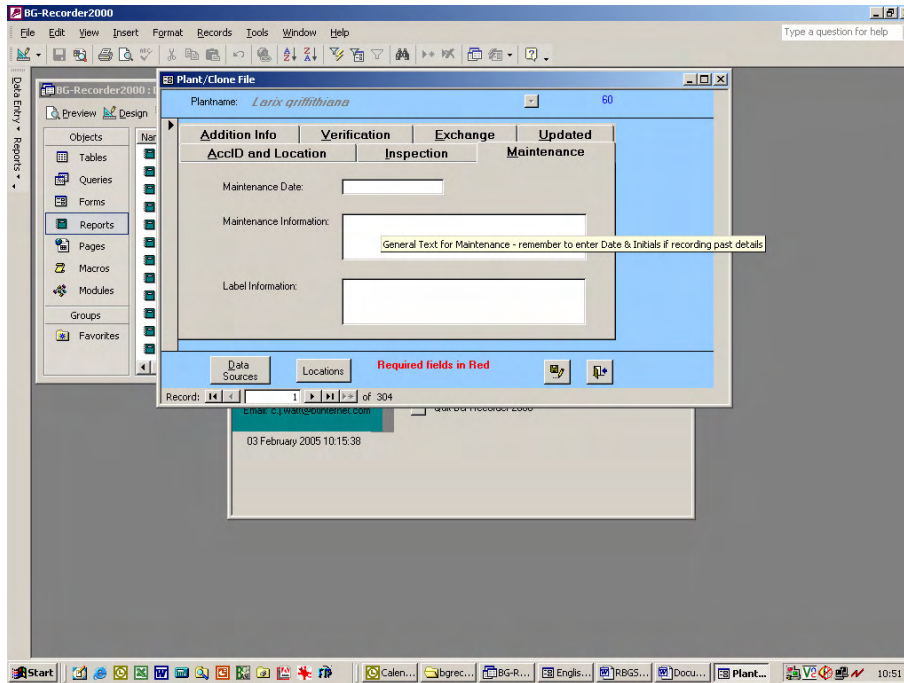 BG-Recorder2000
File Edit View Insert Format Records Tools Window Help
Type a question for help
Data Entry Reports
BG-Recorder2000 :
Preview Design
Objects
Tables
Queries
Forms
Reports
Pages
Macros
Modules
Groups
Favorites
Plant/Clone File
Plantname: Larix griffithiana 60
Addition Info Verification Exchange Updated
AccID and Location Inspection Maintenance
Maintenance Date:
Maintenance Information:
General Text for Maintenance - remember to enter Date & Initials if recording past details
Label Information:
Data Sources Locations Required fields in Red
Record: 1 of 304
03 February 2005 10:15:38
Start Calen... bgrec... BG-R... Englis... RBGS... Docu... Plant... 10:51